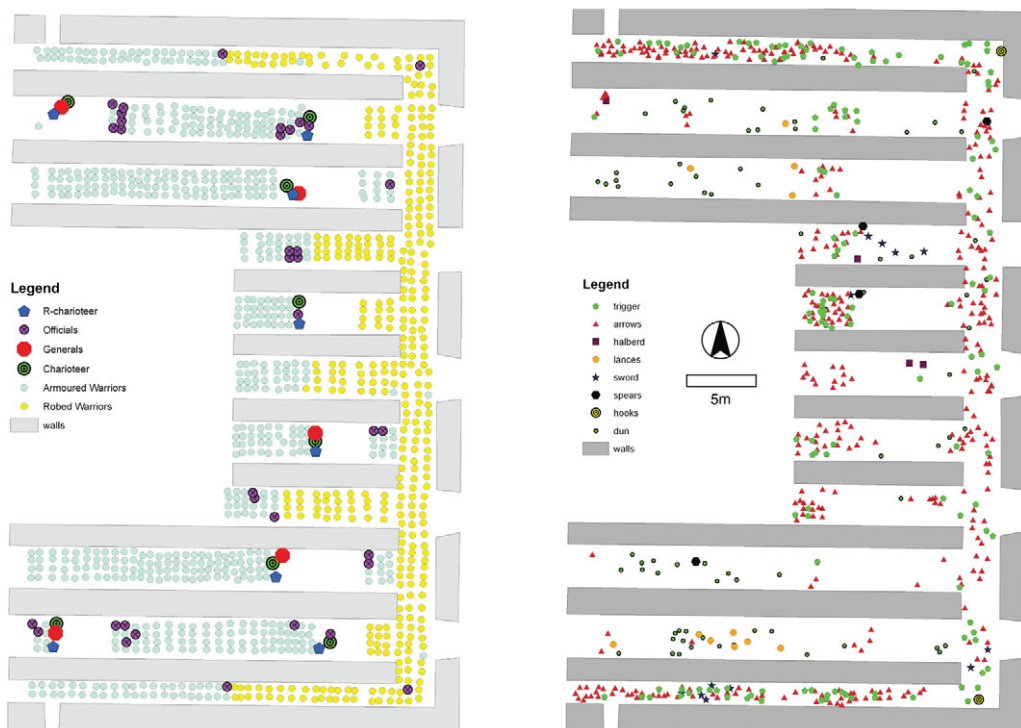 Legend
R-charioteer
Officials
Generals
Charioteer
Armoured Warriors
Robed Warriors
walls
Legend
trigger
arrows
halberd
lances
sword
spears
hooks
dun
walls
5m